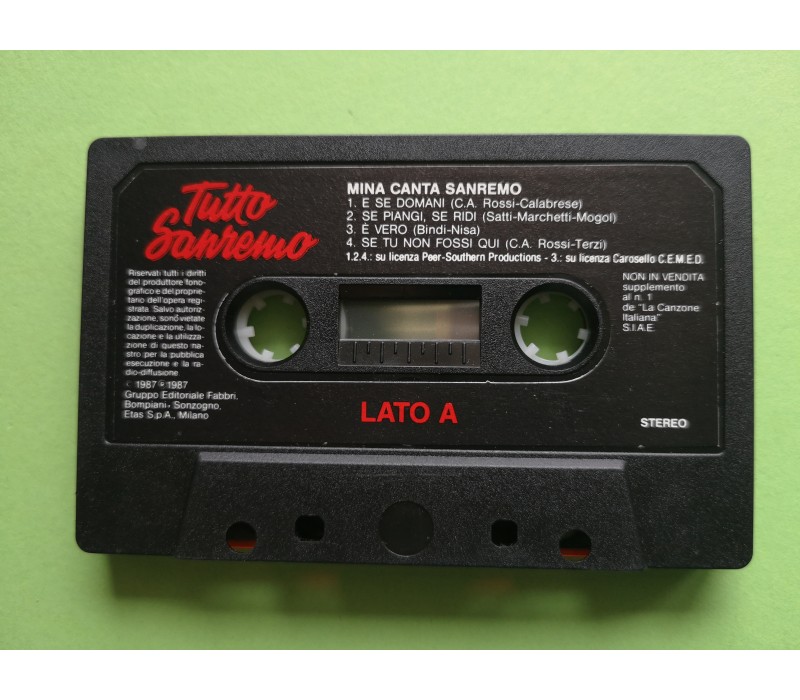 Tutto
Sanremo
MINA CANTA SANREMO
1. E SE DOMANI (C.A. Rossi-Calabrese)
2. SE PIANGI, SE RIDI (Satti-Marchetti-Mogol)
3. È VERO (Bindi-Nisa)
4. SE TU NON FOSSI QUI (C.A. Rossi-Terzi)
1.2.4.: su licenza Peer-Southern Productions - 3.: su licenza Carosello C.E.M.E.D.
Riservati tutti i diritti
del produttore fono-
grafico e del proprie-
tario dell'opera regi-
strata. Salvo autoriz-
zazione, sono vietate
la duplicazione, la lo-
cazione e la utilizza-
zione di questo na-
stro per la pubblica
esecuzione e la ra-
dio-diffusione.
© 1987 ℗ 1987
Gruppo Editoriale Fabbri,
Bompiani, Sonzogno,
Etas S.p.A., Milano
NON IN VENDITA
supplemento
al n. 1
de "La Canzone
Italiana"
S.I.A.E.
LATO A
STEREO